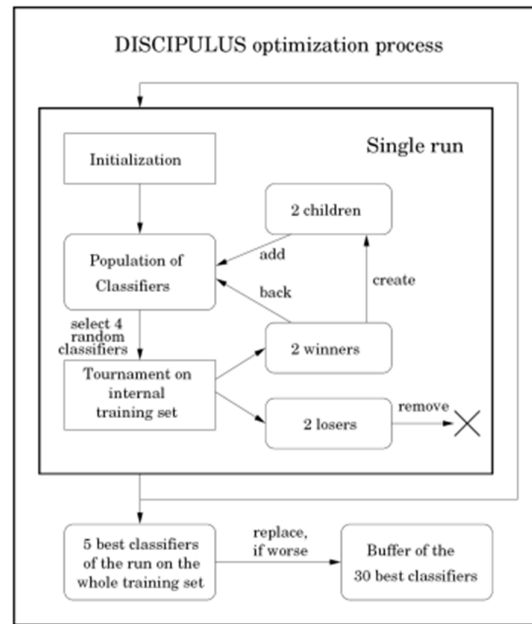 DISCIPULUS optimization process
Single run
Initialization
2 children
Population of
Classifiers
add
back
create
select 4
random
classifiers
2 winners
Tournament on
internal
training set
2 losers
remove
5 best classifiers
of the run on the
whole training set
replace,
if worse
Buffer of the
30 best classifiers